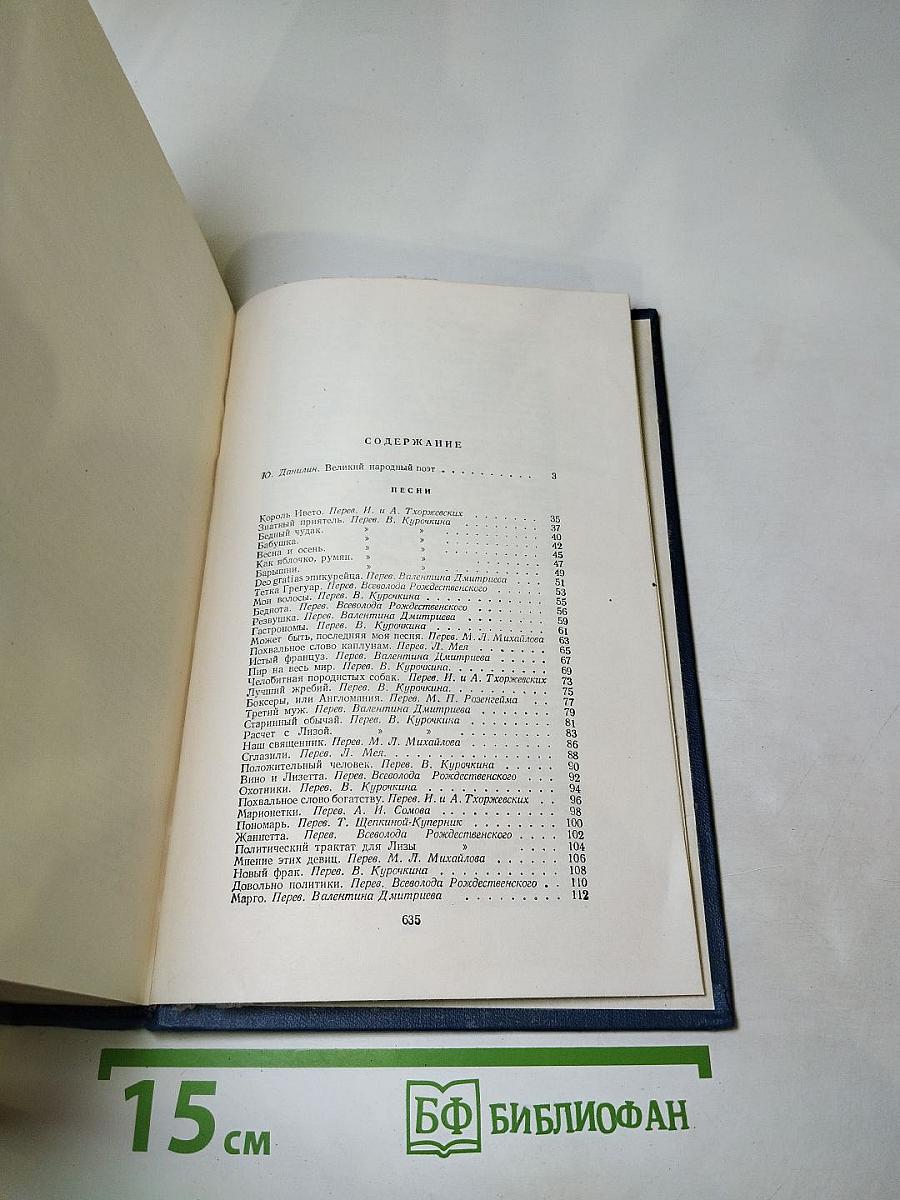 СОДЕРЖАНИЕ
Ю. Данилин. Великий народный поэт . . . . . . . . . . 3
ПЕСНИ
Король Ивето. Перев. И. и А. Тхоржевских . . . . . . . 35
Знатный приятель. Перев. В. Курочкина . . . . . . . . 37
Бедный чудак. » » . . . . . . . . 40
Бабушка. » » . . . . . . . . 42
Весна и осень. » » . . . . . . . . 45
Как яблочко, румян. » » . . . . . . . . 47
Барышни. » » . . . . . . . . 49
Deo gratias эпикурейца. Перев. Валентина Дмитриева . . . 51
Тетка Грегуар. Перев. Всеволода Рождественского . . . . 53
Мои волосы. Перев. В. Курочкина . . . . . . . . . . 55
Беднота. Перев. Всеволода Рождественского . . . . . . 56
Резвушка. Перев. Валентина Дмитриева . . . . . . . . 59
Гастрономы. Перев. В. Курочкина . . . . . . . . . . 61
Может быть, последняя моя песня. Перев. М. Л. Михайлова 63
Похвальное слово каплунам. Перев. Л. Мея . . . . . . . 65
Истый француз. Перев. Валентина Дмитриева . . . . . . 67
Пир на весь мир. Перев. В. Курочкина. . . . . . . . . 69
Челобитная породистых собак. Перев. И. и А. Тхоржевских 73
Лучший жребий. Перев. В. Курочкина. . . . . . . . . 75
Боксеры, или Англомания. Перев. М. П. Розенгейма . . . 77
Третий муж. Перев. Валентина Дмитриева . . . . . . . 79
Старинный обычай. Перев. В. Курочкина . . . . . . . . 81
Расчет с Лизой. » » . . . . . . . . 83
Наш священник. Перев. М. Л. Михайлова . . . . . . . . 86
Сглазили. Перев. Л. Мея. . . . . . . . . . . . . . 88
Положительный человек. Перев. В. Курочкина . . . . . . 90
Вино и Лизетта. Перев. Всеволода Рождественского . . . 92
Охотники. Перев. В. Курочкина . . . . . . . . . . . 94
Похвальное слово богатству. Перев. И. и А. Тхоржевских . . 96
Марионетки. Перев. А. И. Сомова . . . . . . . . . . 98
Пономарь. Перев. Т. Щепкиной-Куперник . . . . . . . . 100
Жаннетта. Перев. Всеволода Рождественского . . . . 102
Политический трактат для Лизы » . . . . 104
Мнение этих девиц. Перев. М. Л. Михайлова . . . . . . 106
Новый фрак. Перев. В. Курочкина . . . . . . . . . . 108
Довольно политики. Перев. Всеволода Рождественского . . 110
Марго. Перев. Валентина Дмитриева . . . . . . . . . 112
635
15 см
БФ БИБЛИОФАН